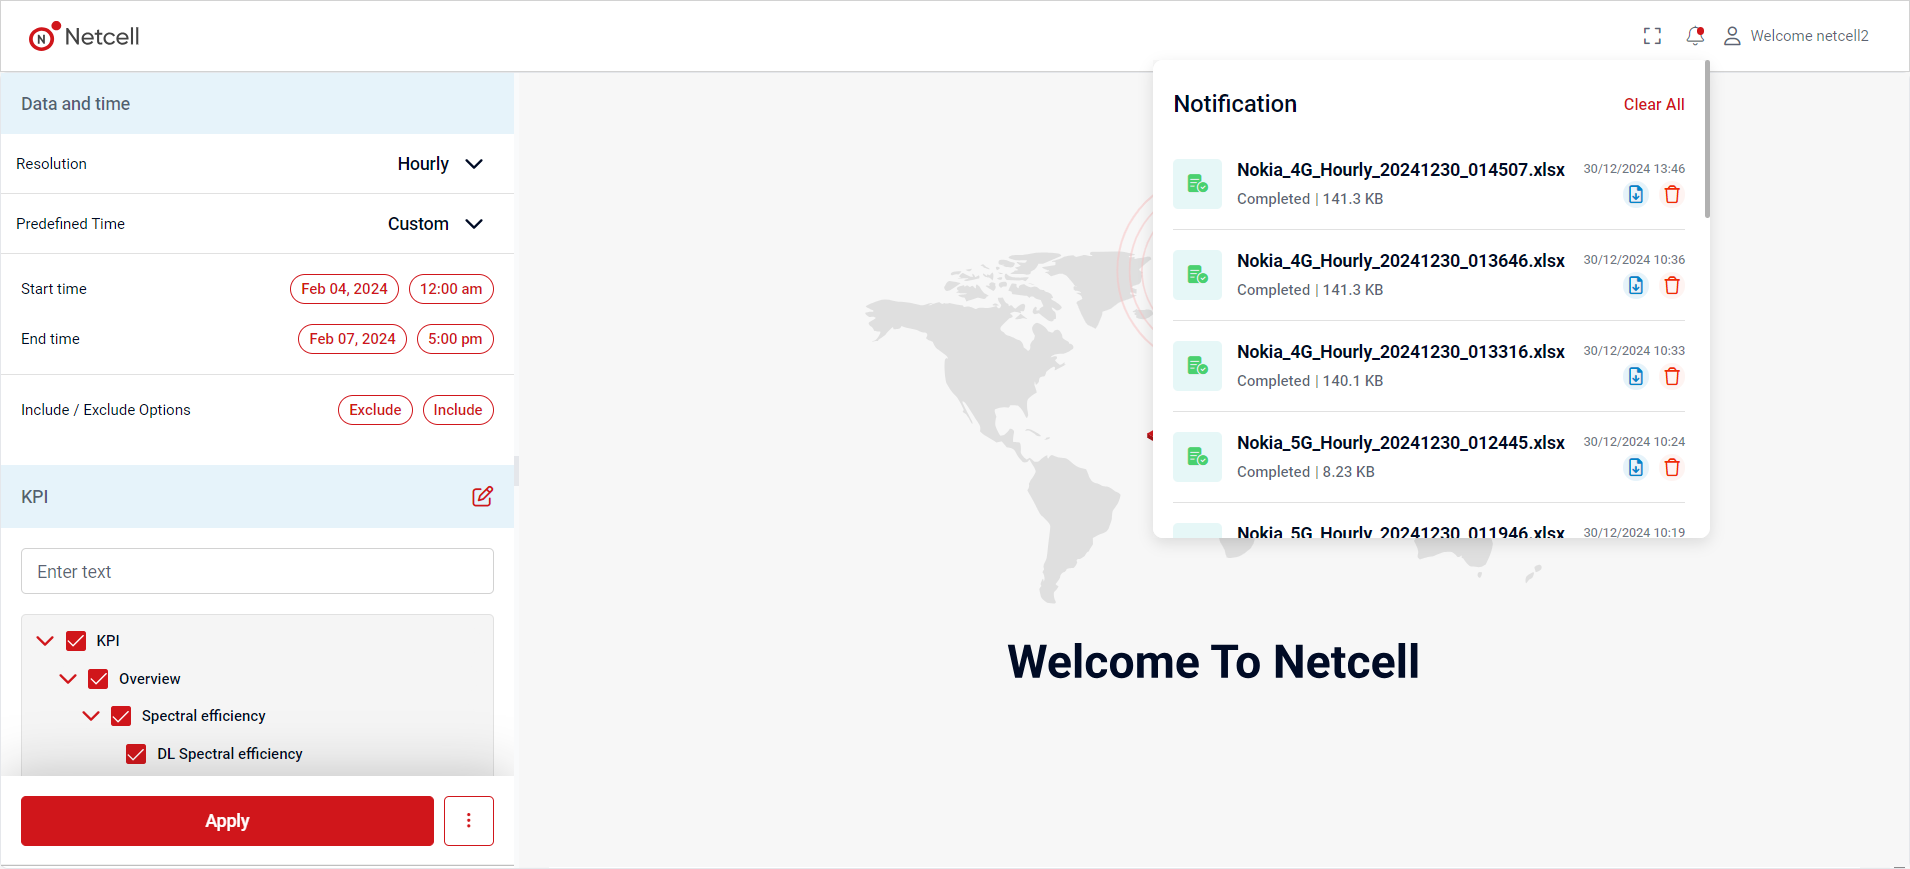 Netcell
Welcome netcell2
Data and time
Resolution
Hourly
Predefined Time
Custom
Start time
Feb 04, 2024
12:00 am
End time
Feb 07, 2024
5:00 pm
Include / Exclude Options
Exclude
Include
KPI
Enter text
KPI
Overview
Spectral efficiency
DL Spectral efficiency
Apply
Notification
Clear All
Nokia_4G_Hourly_20241230_014507.xlsx
30/12/2024 13:46
Completed | 141.3 KB
Nokia_4G_Hourly_20241230_013646.xlsx
30/12/2024 10:36
Completed | 141.3 KB
Nokia_4G_Hourly_20241230_013316.xlsx
30/12/2024 10:33
Completed | 140.1 KB
Nokia_5G_Hourly_20241230_012445.xlsx
30/12/2024 10:24
Completed | 8.23 KB
Nokia_5G_Hourly_20241230_011946.xlsx
30/12/2024 10:19
Welcome To Netcell